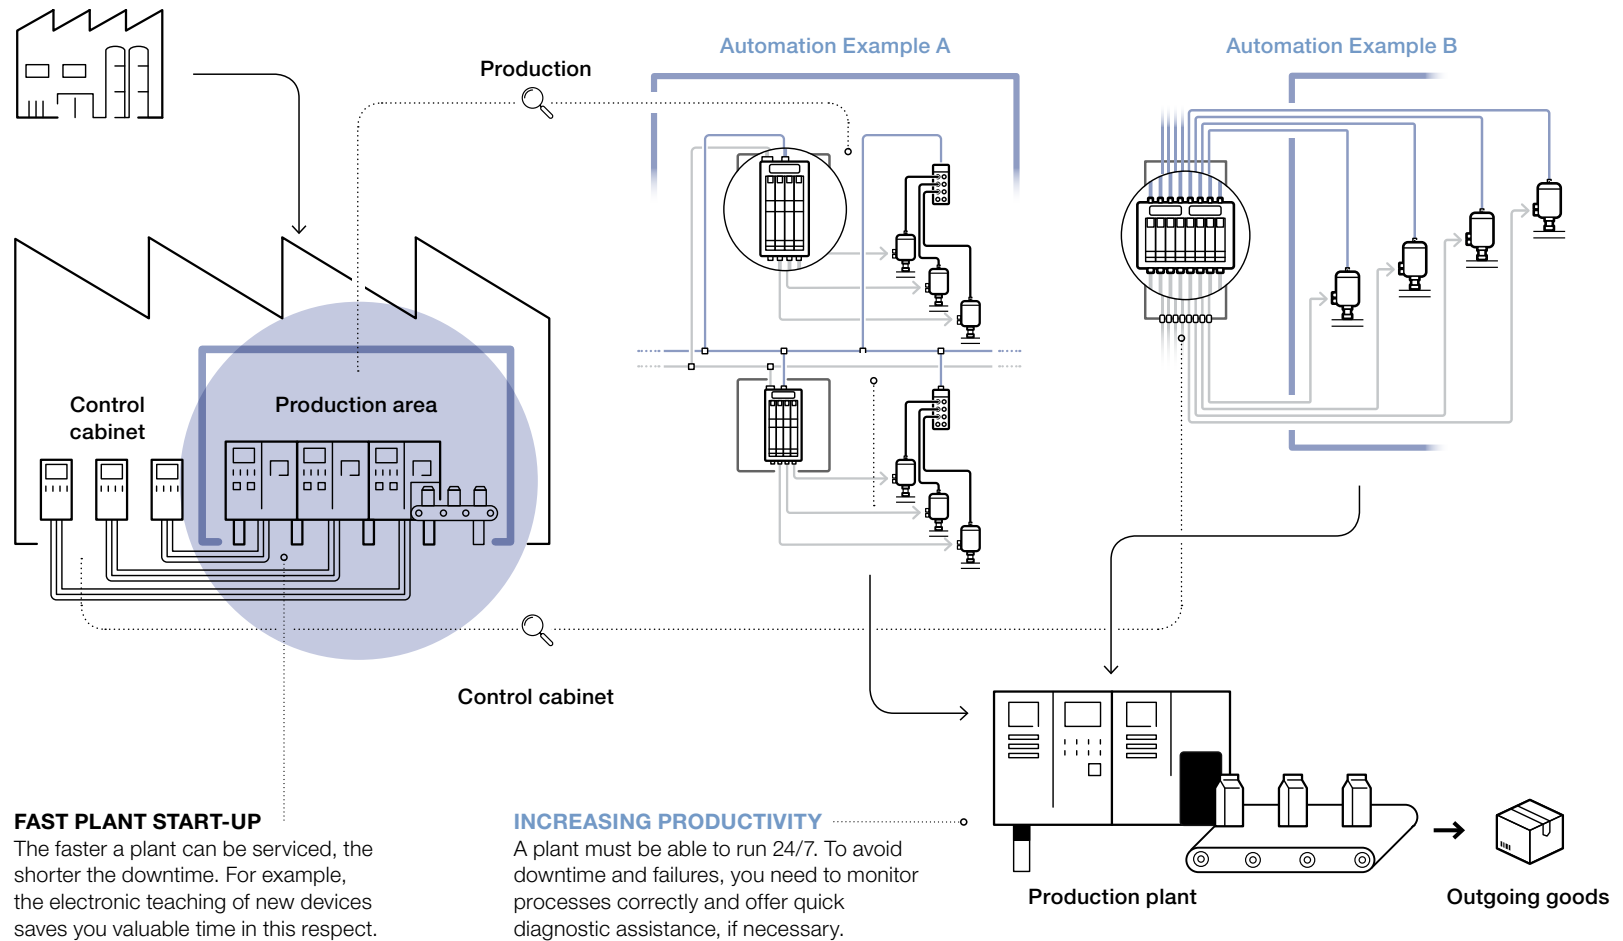 Automation Example A
Automation Example B
Production
Control
cabinet
Production area
Control cabinet
FAST PLANT START-UP
The faster a plant can be serviced, the
shorter the downtime. For example,
the electronic teaching of new devices
saves you valuable time in this respect.
INCREASING PRODUCTIVITY
A plant must be able to run 24/7. To avoid
downtime and failures, you need to monitor
processes correctly and offer quick
diagnostic assistance, if necessary.
Production plant
Outgoing goods